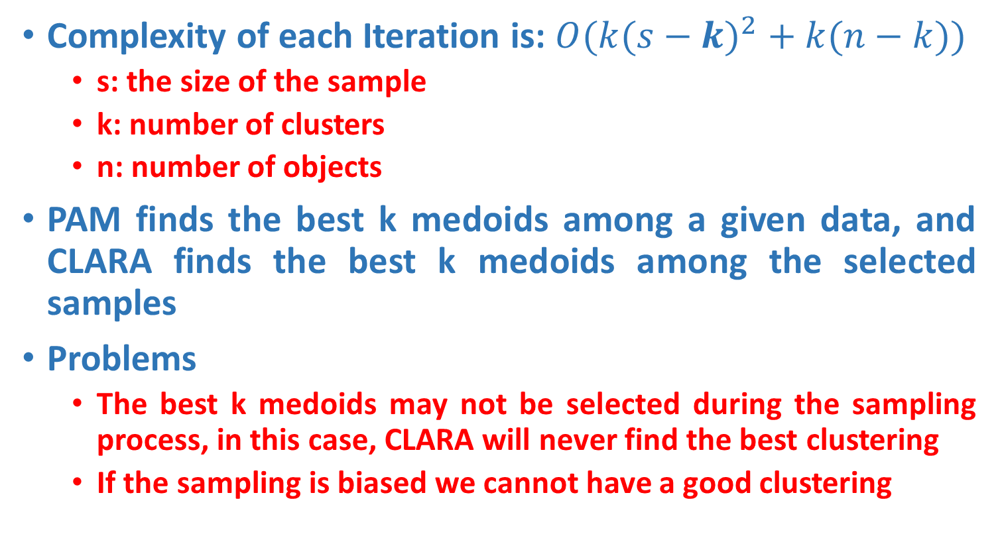 • Complexity of each Iteration is: O(k(s − k)² + k(n − k))
• s: the size of the sample
• k: number of clusters
• n: number of objects
• PAM finds the best k medoids among a given data, and
CLARA finds the best k medoids among the selected
samples
• Problems
• The best k medoids may not be selected during the sampling
process, in this case, CLARA will never find the best clustering
• If the sampling is biased we cannot have a good clustering